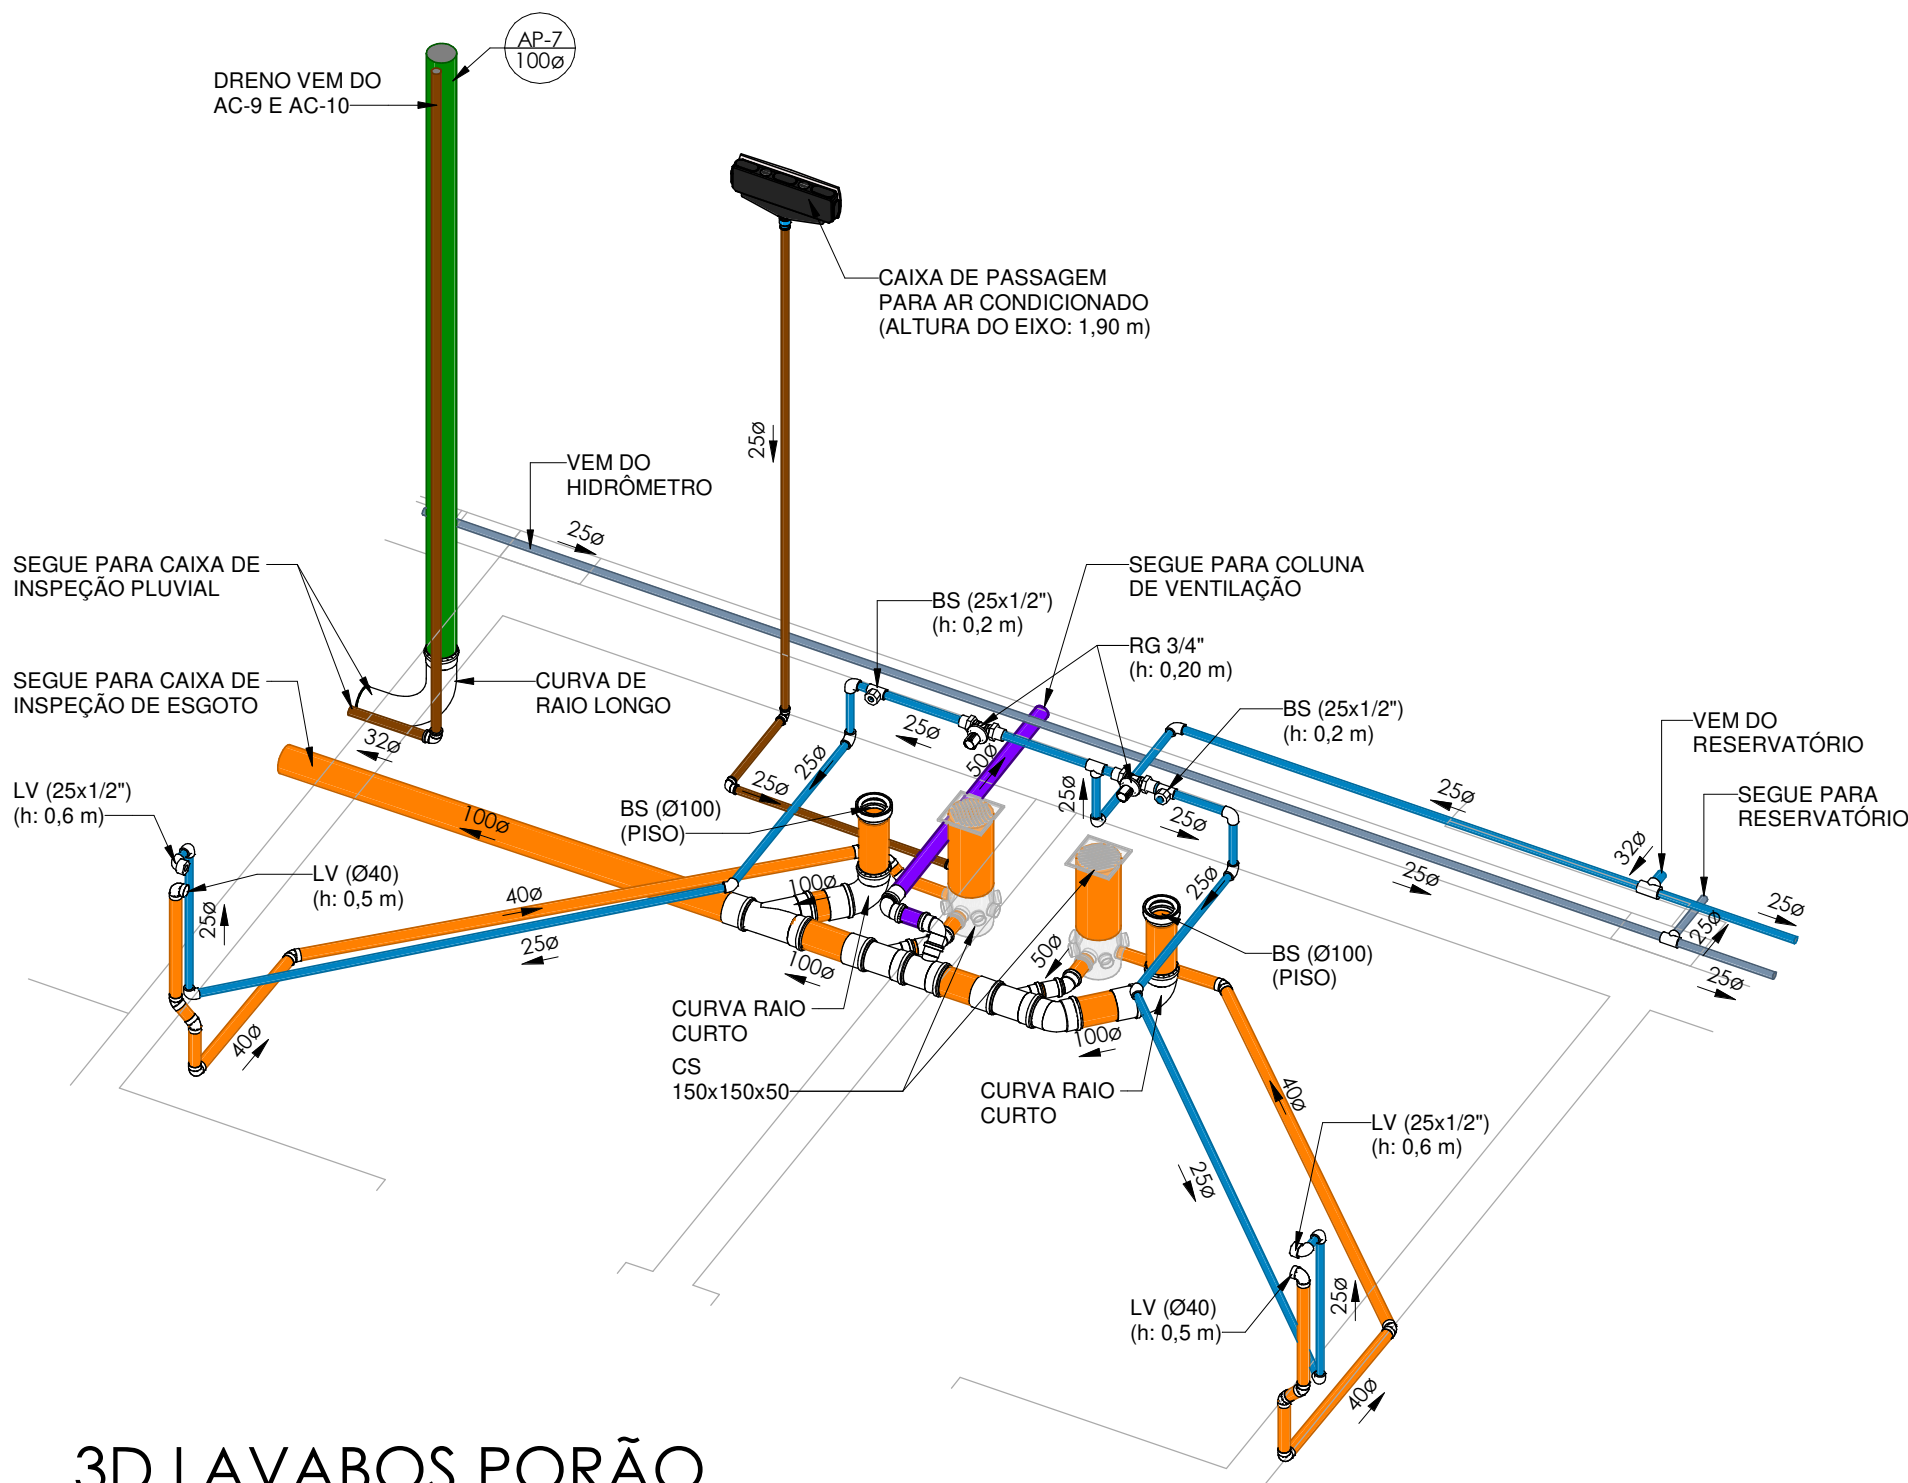 AP-7
100ø
DRENO VEM DO
AC-9 E AC-10
CAIXA DE PASSAGEM
PARA AR CONDICIONADO
(ALTURA DO EIXO: 1,90 m)
25ø
VEM DO
HIDRÔMETRO
25ø
SEGUE PARA CAIXA DE
INSPEÇÃO PLUVIAL
SEGUE PARA COLUNA
DE VENTILAÇÃO
BS (25x1/2")
(h: 0,2 m)
RG 3/4"
(h: 0,20 m)
SEGUE PARA CAIXA DE
INSPEÇÃO DE ESGOTO
CURVA DE
RAIO LONGO
BS (25x1/2")
(h: 0,2 m)
VEM DO
RESERVATÓRIO
32ø
25ø
25ø
50ø
25ø
25ø
25ø
25ø
LV (25x1/2")
(h: 0,6 m)
100ø
BS (Ø100)
(PISO)
SEGUE PARA
RESERVATÓRIO
32ø
25ø
LV (Ø40)
(h: 0,5 m)
25ø
40ø
100ø
25ø
25ø
25ø
25ø
25ø
100ø
50ø
BS (Ø100)
(PISO)
CURVA RAIO
CURTO
40ø
100ø
CS
150x150x50
CURVA RAIO
CURTO
40ø
LV (25x1/2")
(h: 0,6 m)
25ø
25ø
LV (Ø40)
(h: 0,5 m)
40ø
3D LAVABOS PORÃO